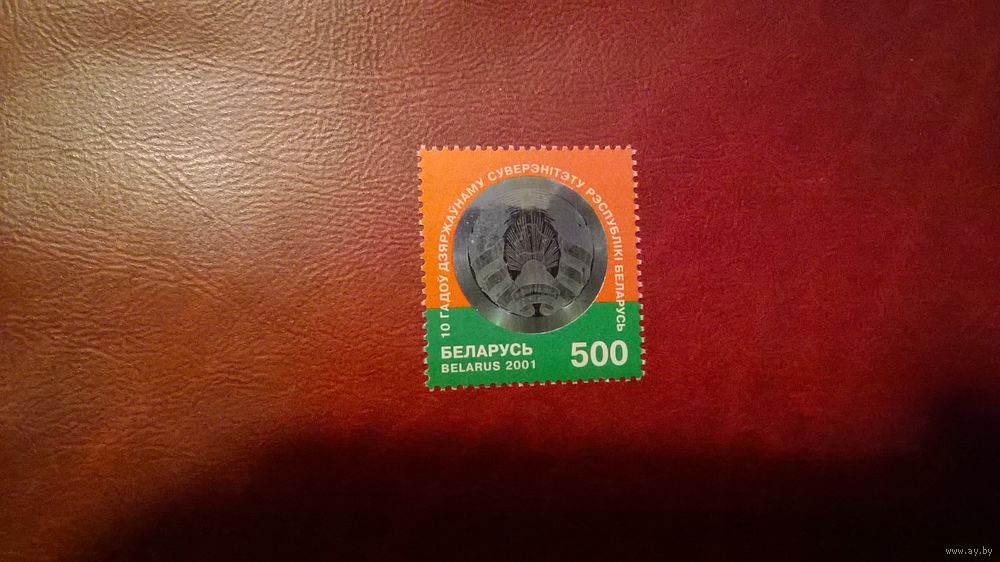 10 ГАДОЎ ДЗЯРЖАЎНАМУ СУВЕРЭНІТЭТУ РЭСПУБЛІКІ БЕЛАРУСЬ
БЕЛАРУСЬ
BELARUS 2001
500
www.ay.by